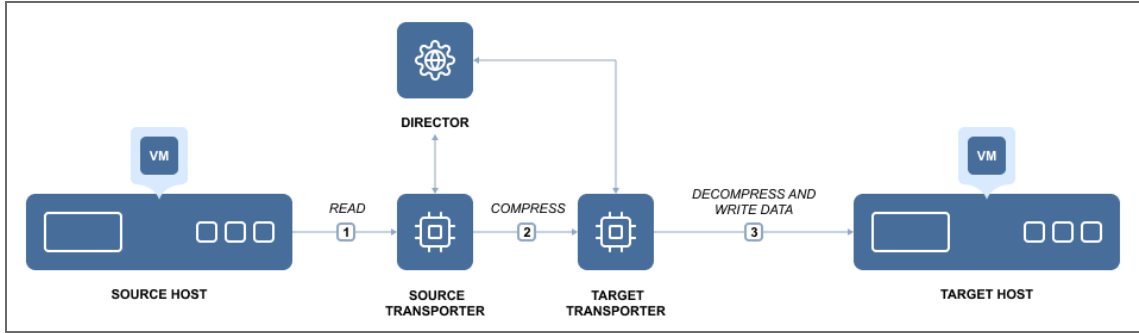 DIRECTOR
VM
VM
READ
1
COMPRESS
2
DECOMPRESS AND
WRITE DATA
3
SOURCE HOST
SOURCE
TRANSPORTER
TARGET
TRANSPORTER
TARGET HOST